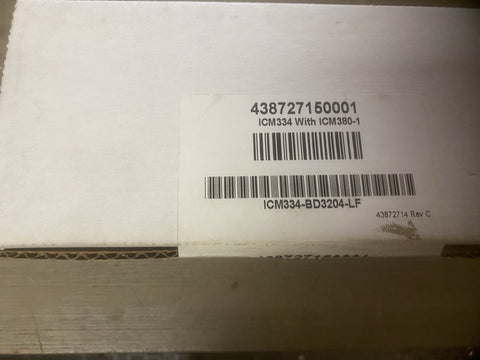 438727150001
ICM334 With ICM380-1
ICM334-BD3204-LF
43872714 Rev C